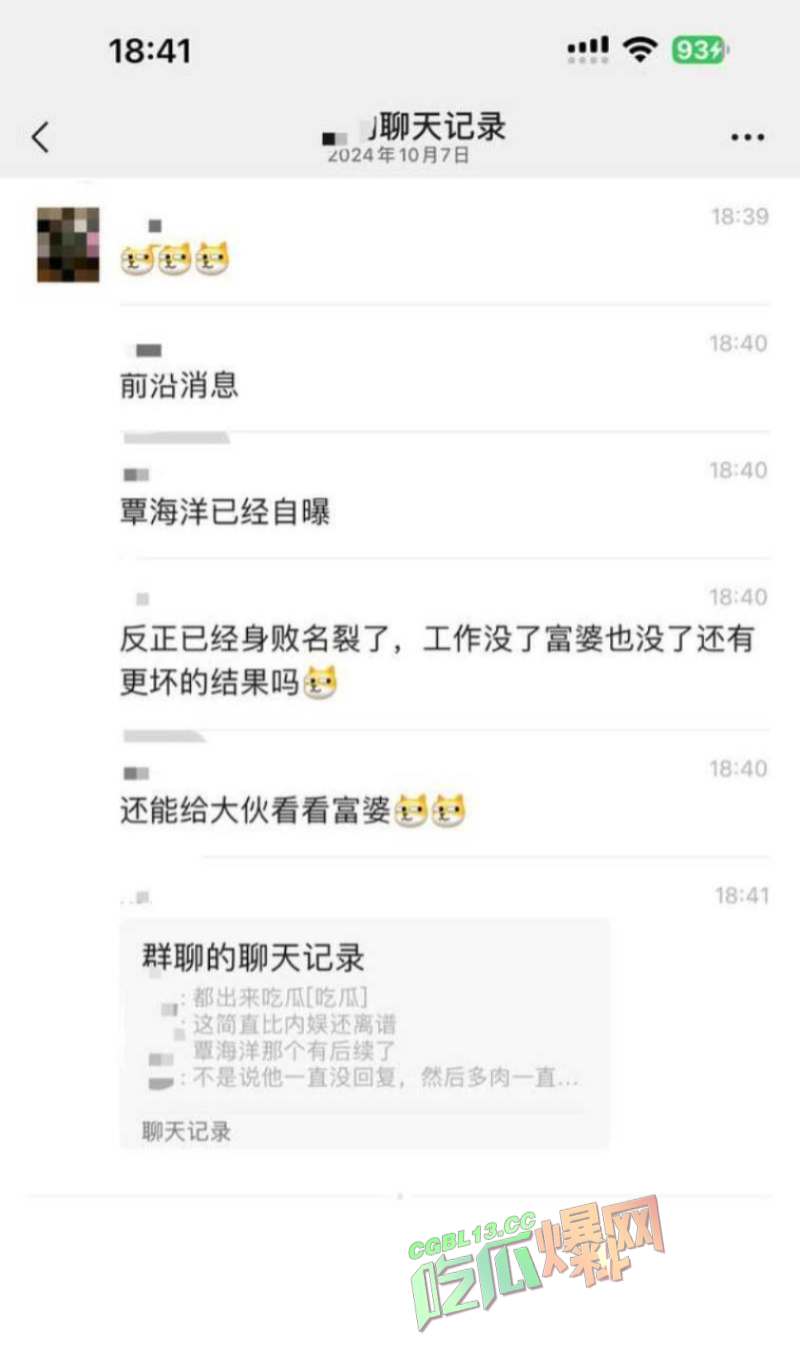 18:41
93
聊天记录
2024年10月7日
18:39
18:40
前沿消息
18:40
覃海洋已经自曝
18:40
反正已经身败名裂了，工作没了富婆也没了还有
更坏的结果吗
18:40
还能给大伙看看富婆
18:41
群聊的聊天记录
: 都出来吃瓜[吃瓜]
: 这简直比内娱还离谱
覃海洋那个有后续了
: 不是说他一直没回复，然后多肉一直...
聊天记录
CGBL13.CC
吃瓜爆网